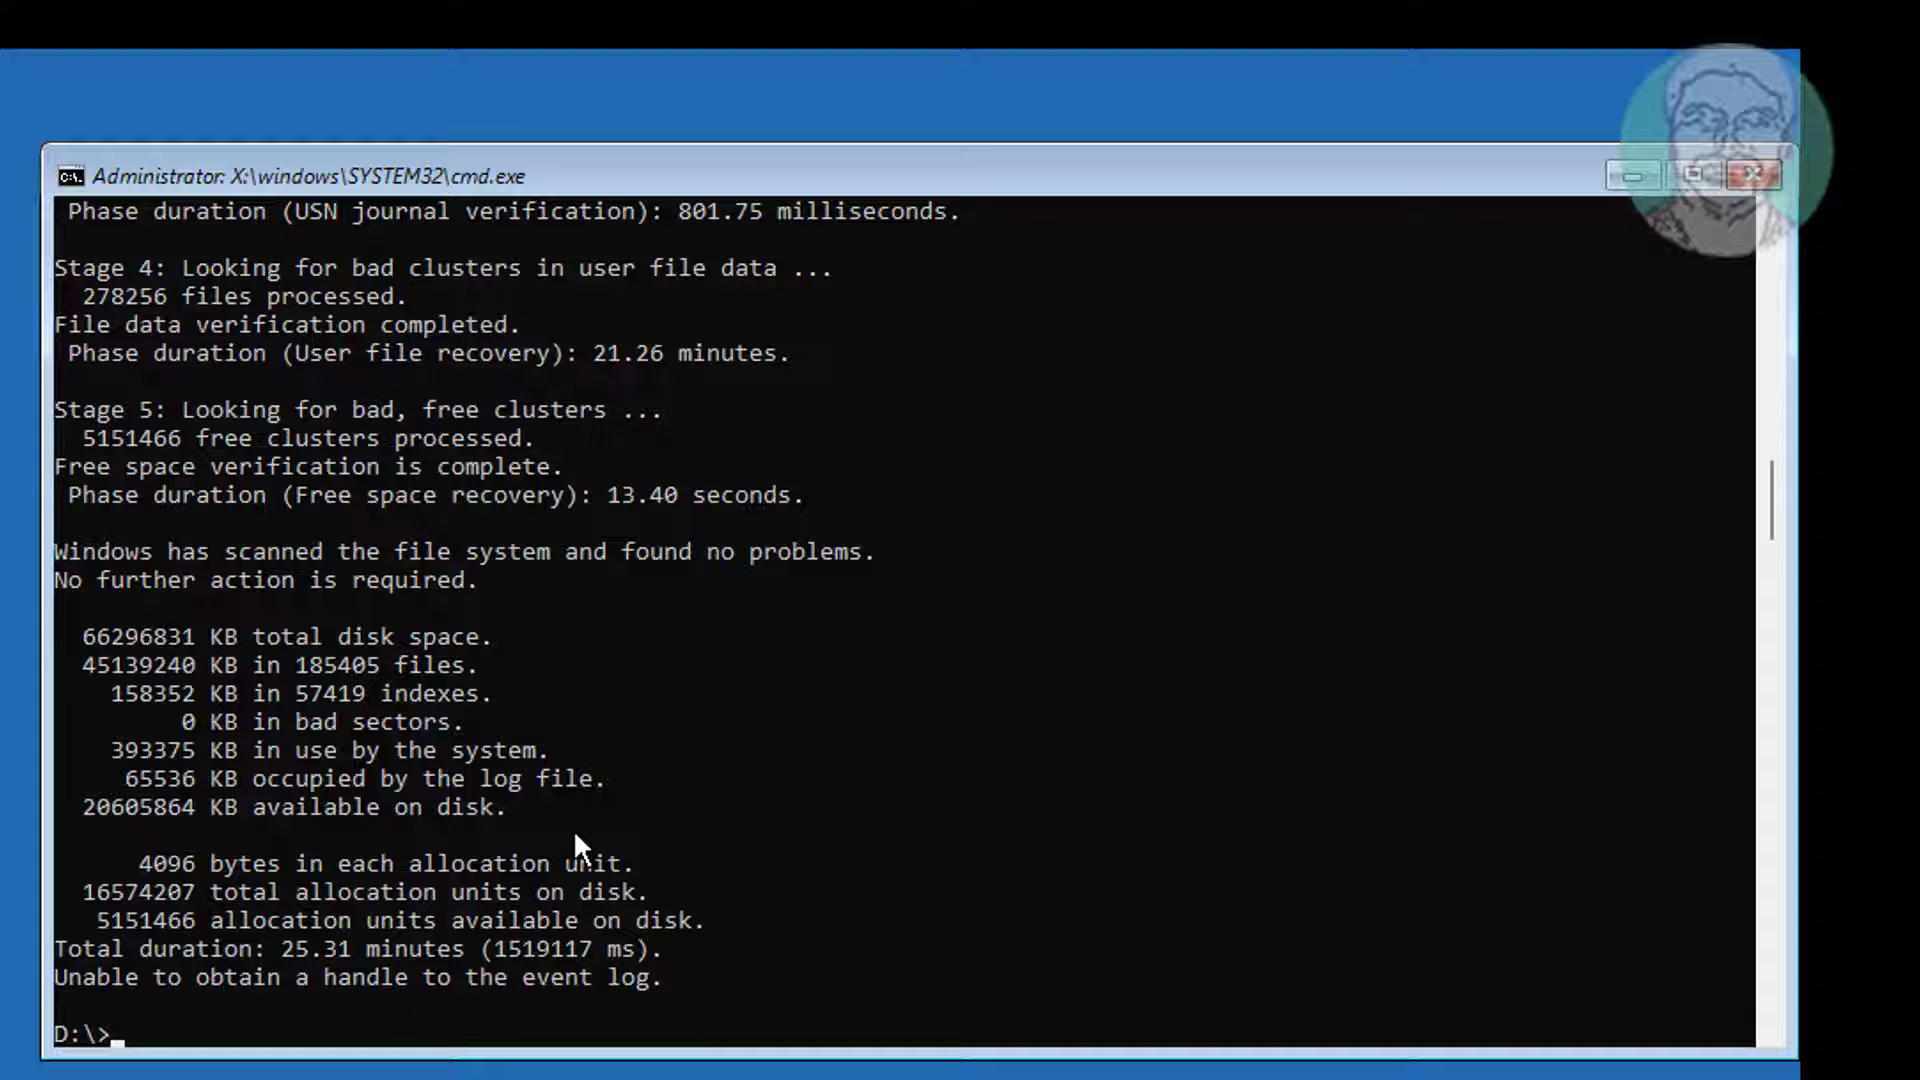 Administrator: X:\windows\SYSTEM32\cmd.exe
Phase duration (USN journal verification): 801.75 milliseconds.
Stage 4: Looking for bad clusters in user file data ...
278256 files processed.
File data verification completed.
Phase duration (User file recovery): 21.26 minutes.
Stage 5: Looking for bad, free clusters ...
5151466 free clusters processed.
Free space verification is complete.
Phase duration (Free space recovery): 13.40 seconds.
Windows has scanned the file system and found no problems.
No further action is required.
66296831 KB total disk space.
45139240 KB in 185405 files.
158352 KB in 57419 indexes.
0 KB in bad sectors.
393375 KB in use by the system.
65536 KB occupied by the log file.
20605864 KB available on disk.
4096 bytes in each allocation unit.
16574207 total allocation units on disk.
5151466 allocation units available on disk.
Total duration: 25.31 minutes (1519117 ms).
Unable to obtain a handle to the event log.
D:\>